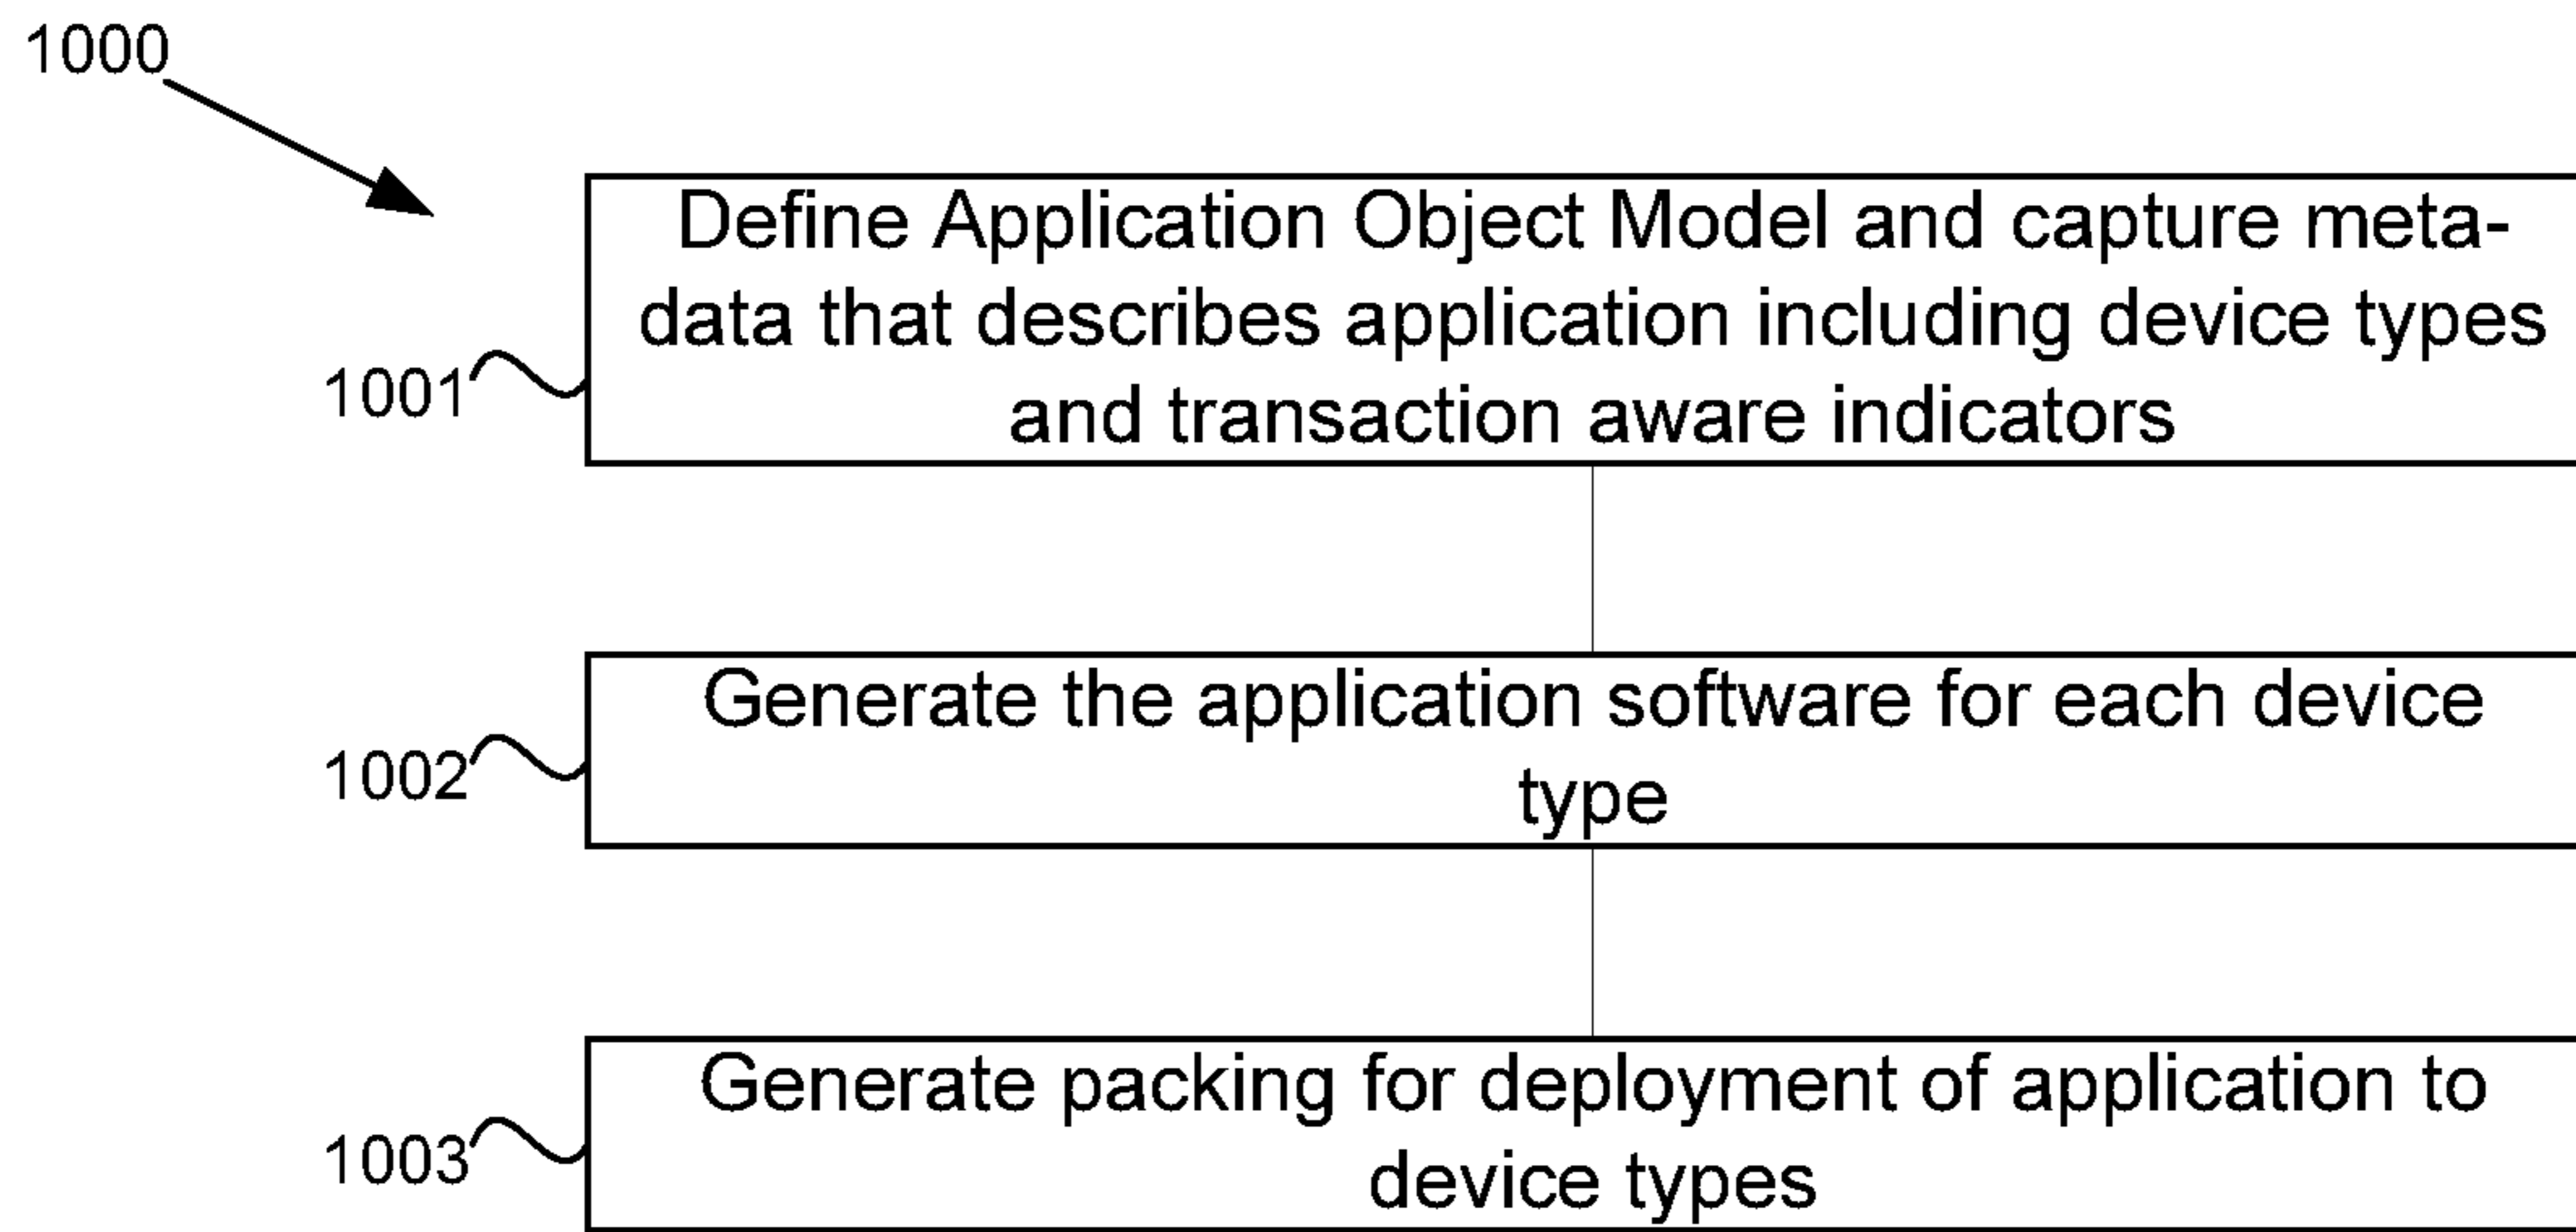 1000
Define Application Object Model and capture meta-
data that describes application including device types
and transaction aware indicators
1001
Generate the application software for each device
type
1002
Generate packing for deployment of application to
device types
1003